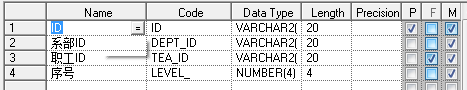 Name Code Data Type Length Precision P F M
1 ID = ID VARCHAR2( 20
2 系部ID DEPT_ID VARCHAR2( 20
3 职工ID TEA_ID VARCHAR2( 20
4 序号 LEVEL_ NUMBER(4) 4